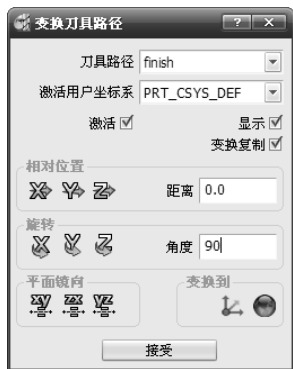 变换刀具路径
刀具路径 finish
激活用户坐标系 PRT_CSYS_DEF
激活 显示
变换复制
相对位置
X Y Z 距离 0.0
旋转
X Y Z 角度 90
平面镜向 变换到
XY ZX YZ
接受